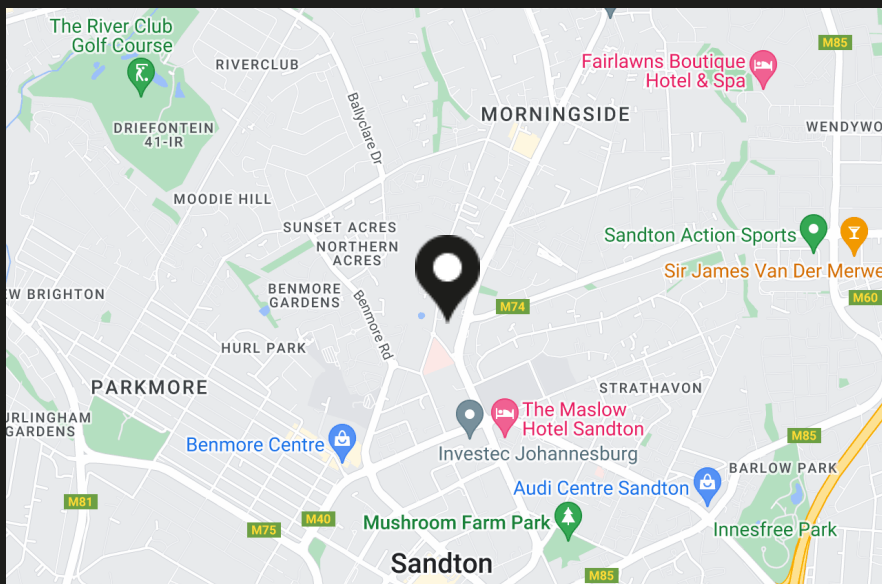 The River Club
Golf Course
RIVERCLUB
M85
Fairlawns Boutique
Hotel & Spa
Ballyclare Dr
MORNINGSIDE
DRIEFONTEIN
41-IR
WENDYWO
MOODIE HILL
SUNSET ACRES
NORTHERN
ACRES
Sandton Action Sports
Sir James Van Der Merwe
EW BRIGHTON
BENMORE
GARDENS
Benmore Rd
M74
M60
HURL PARK
PARKMORE
STRATHAVON
URLINGHAM
GARDENS
The Maslow
Hotel Sandton
Benmore Centre
Investec Johannesburg
M85
BARLOW PARK
Audi Centre Sandton
M81
M40
M75
Mushroom Farm Park
Innesfree Park
Sandton
M85